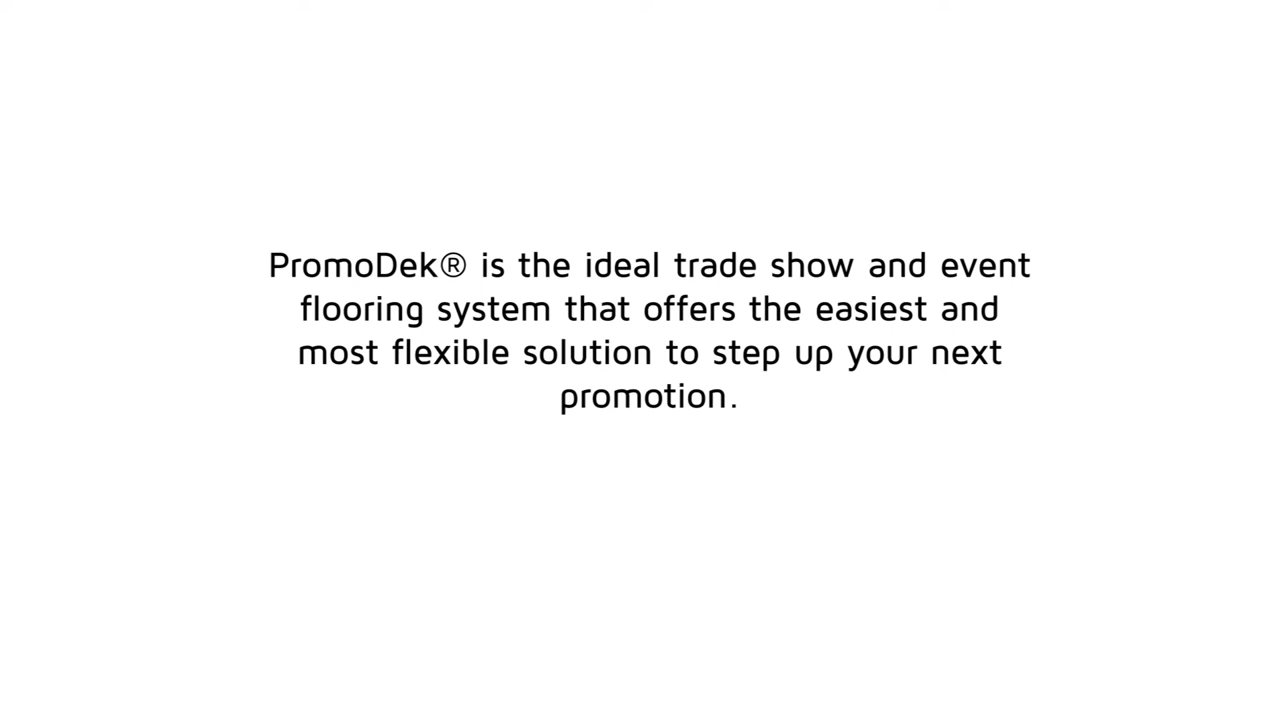 PromoDek® is the ideal trade show and event
flooring system that offers the easiest and
most flexible solution to step up your next
promotion.